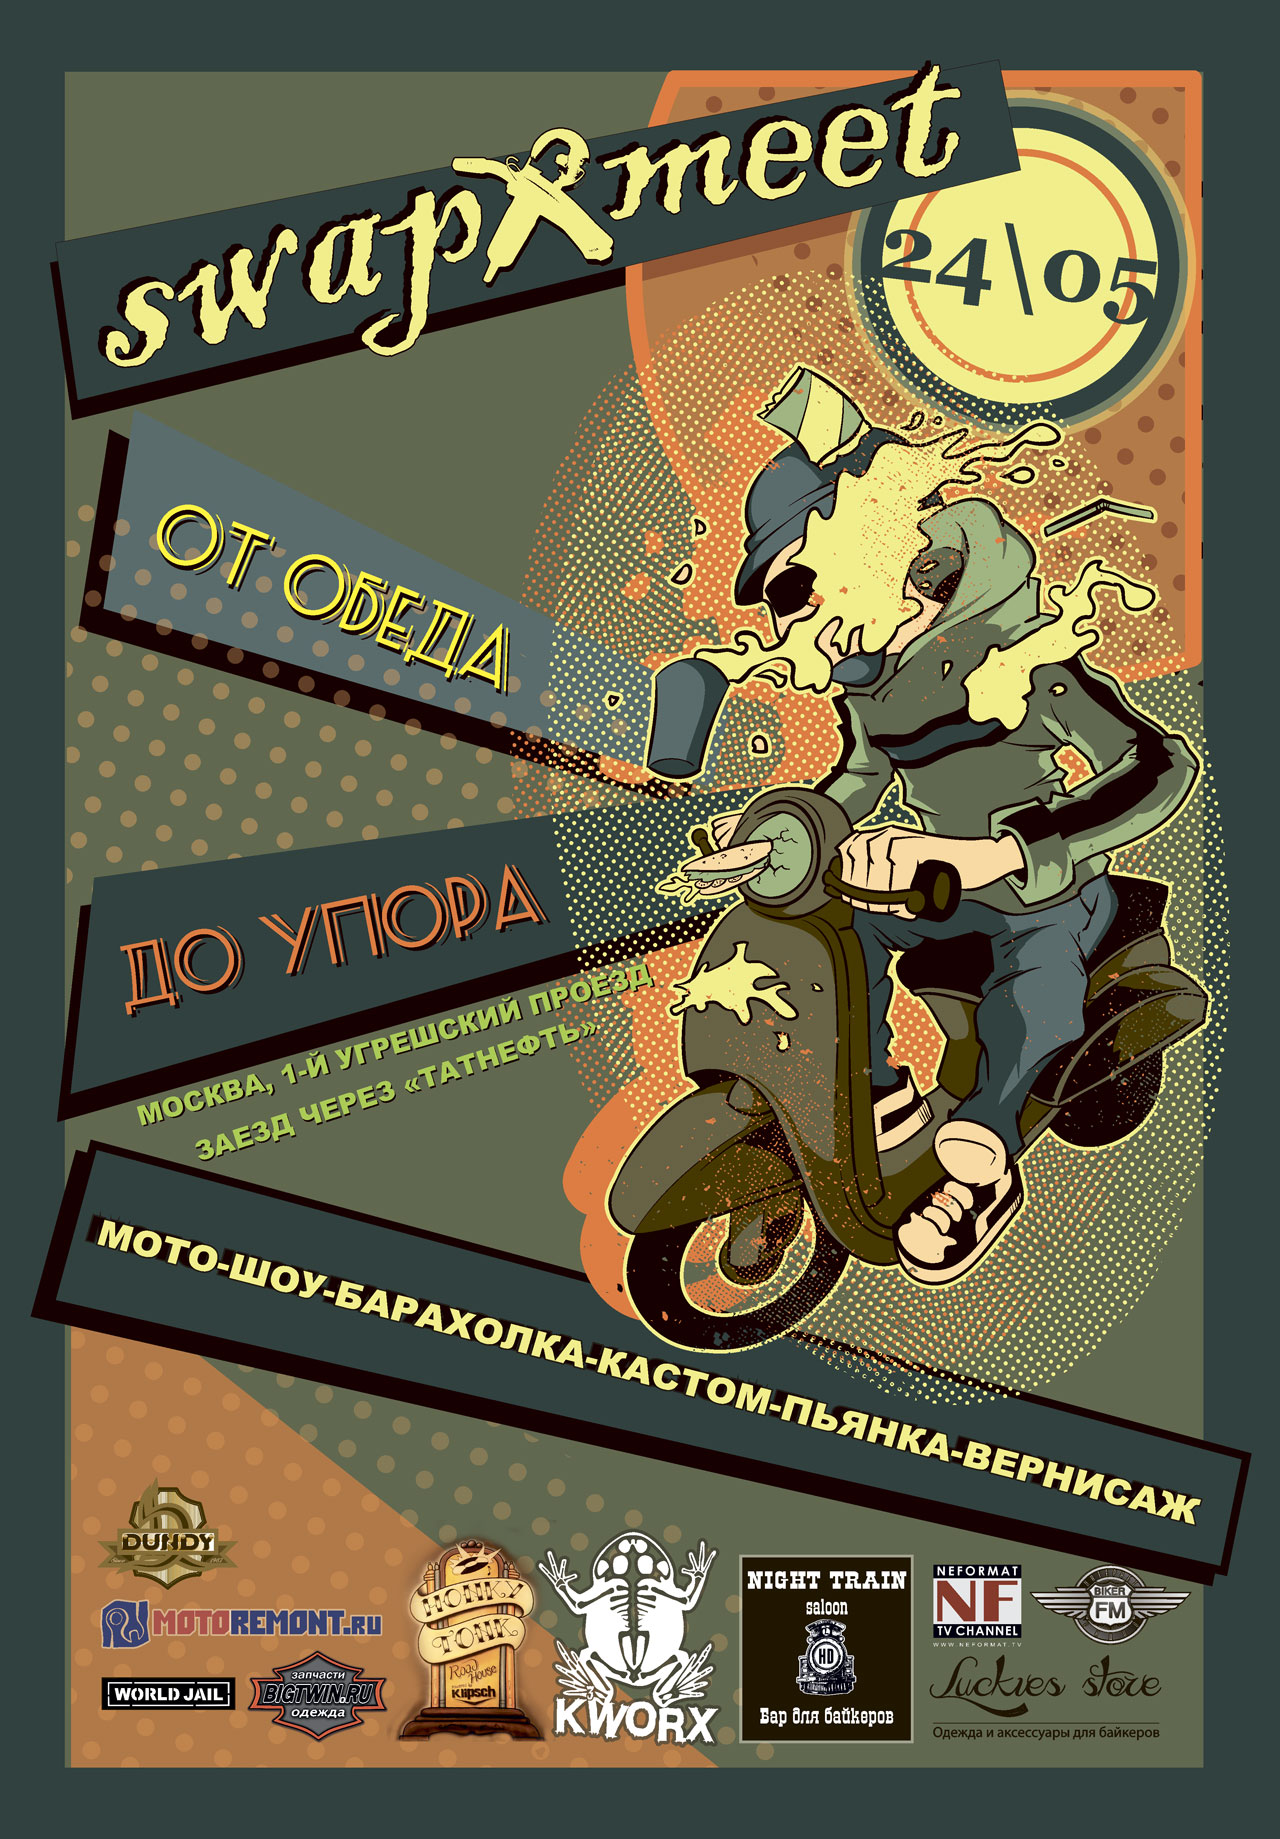 swap meet
24\05
ОТ ОБЕДА
ДО УПОРА
МОСКВА, 1-Й УГРЕШСКИЙ ПРОЕЗД
ЗАЕЗД ЧЕРЕЗ «ТАТНЕФТЬ»
МОТО-ШОУ-БАРАХОЛКА-КАСТОМ-ПЬЯНКА-ВЕРНИСАЖ
DUNDY
MOTOREMONT.RU
WORLD JAIL
запчасти
BIGTWIN.RU
одежда
HONKY
TONK
Road
House
Klipsch
KWORX
NIGHT TRAIN
saloon
HD
Бар для байкеров
NEFORMAT
NF
TV CHANNEL
WWW.NEFORMAT.TV
BIKER
FM
Luckies store
Одежда и аксессуары для байкеров